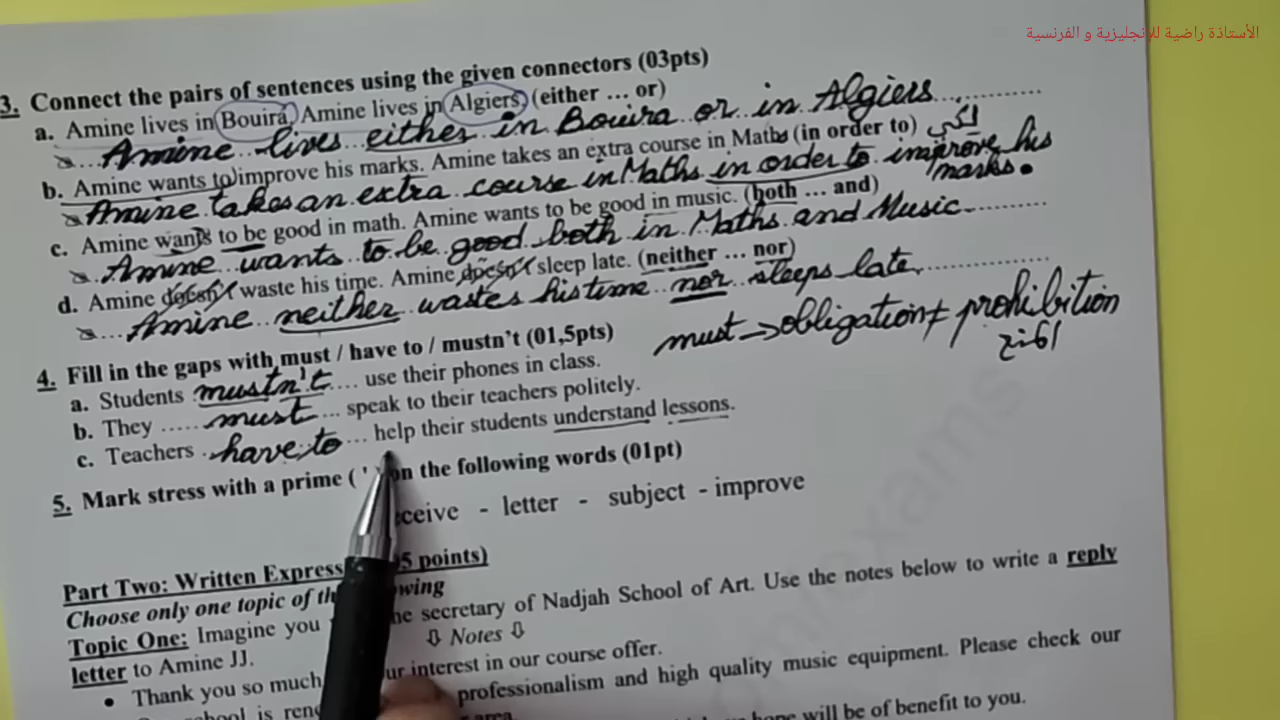 الأستاذة راضية للإنجليزية و الفرنسية
3. Connect the pairs of sentences using the given connectors (03pts)
a. Amine lives in Bouira. Amine lives in Algiers. (either ... or)
Amine lives either in Bouira or in Algiers
b. Amine wants to improve his marks. Amine takes an extra course in Maths (in order to) لكي
Amine takes an extra course in Maths in order to improve his
marks.
c. Amine wants to be good in math. Amine wants to be good in music. (both ... and)
Amine wants to be good both in Maths and Music
d. Amine doesn't waste his time. Amine doesn't sleep late. (neither ... nor)
Amine neither wastes his time nor sleeps late
4. Fill in the gaps with must / have to / mustn't (01,5pts)
must → obligation ≠ prohibition
a. Students mustn't .... use their phones in class.
b. They ..... must ... speak to their teachers politely.
c. Teachers . have to ... help their students understand lessons.
5. Mark stress with a prime ( ' ) on the following words (01pt)
ceive - letter - subject - improve
Part Two: Written Express 5 points)
Choose only one topic of th owing
Topic One: Imagine you secretary of Nadjah School of Art. Use the notes below to write a reply
letter to Amine JJ.
⇩ Notes ⇩
• Thank you so much ur interest in our course offer.
school is professionalism and high quality music equipment. Please check our
area
will be of benefit to you.